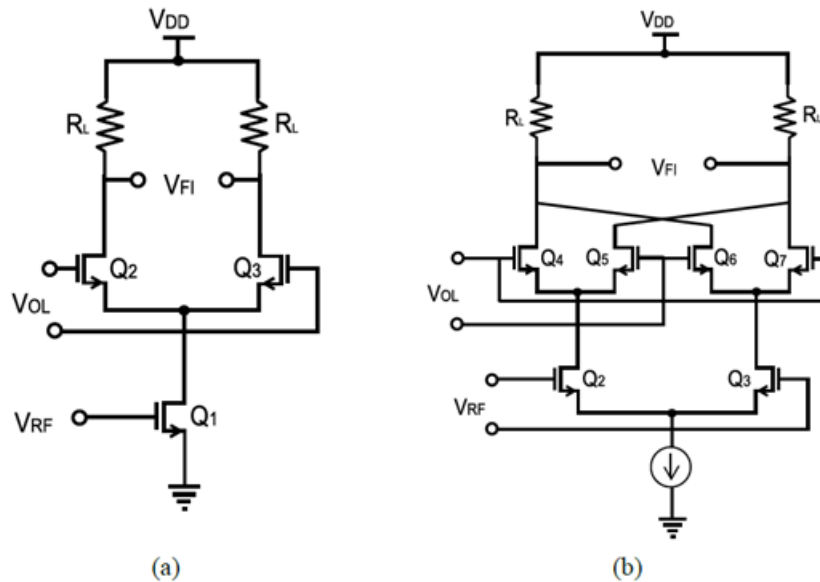 VDD
RL RL
VFI
Q2 Q3
VOL
VRF Q1
(a)
VDD
RL RL
VFI
Q4 Q5 Q6 Q7
VOL
Q2 Q3
VRF
(b)